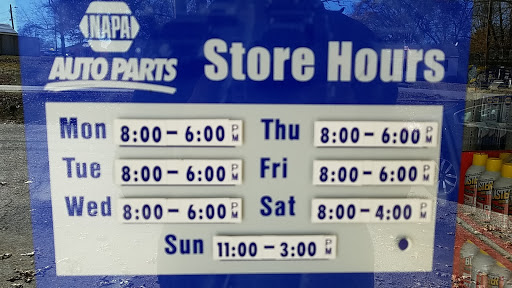 NAPA
AUTO PARTS
Store Hours
Mon 8:00 – 6:00 PM Thu 8:00 – 6:00 PM
Tue 8:00 – 6:00 PM Fri 8:00 – 6:00 PM
Wed 8:00 – 6:00 PM Sat 8:00 – 4:00 PM
Sun 11:00 – 3:00 PM